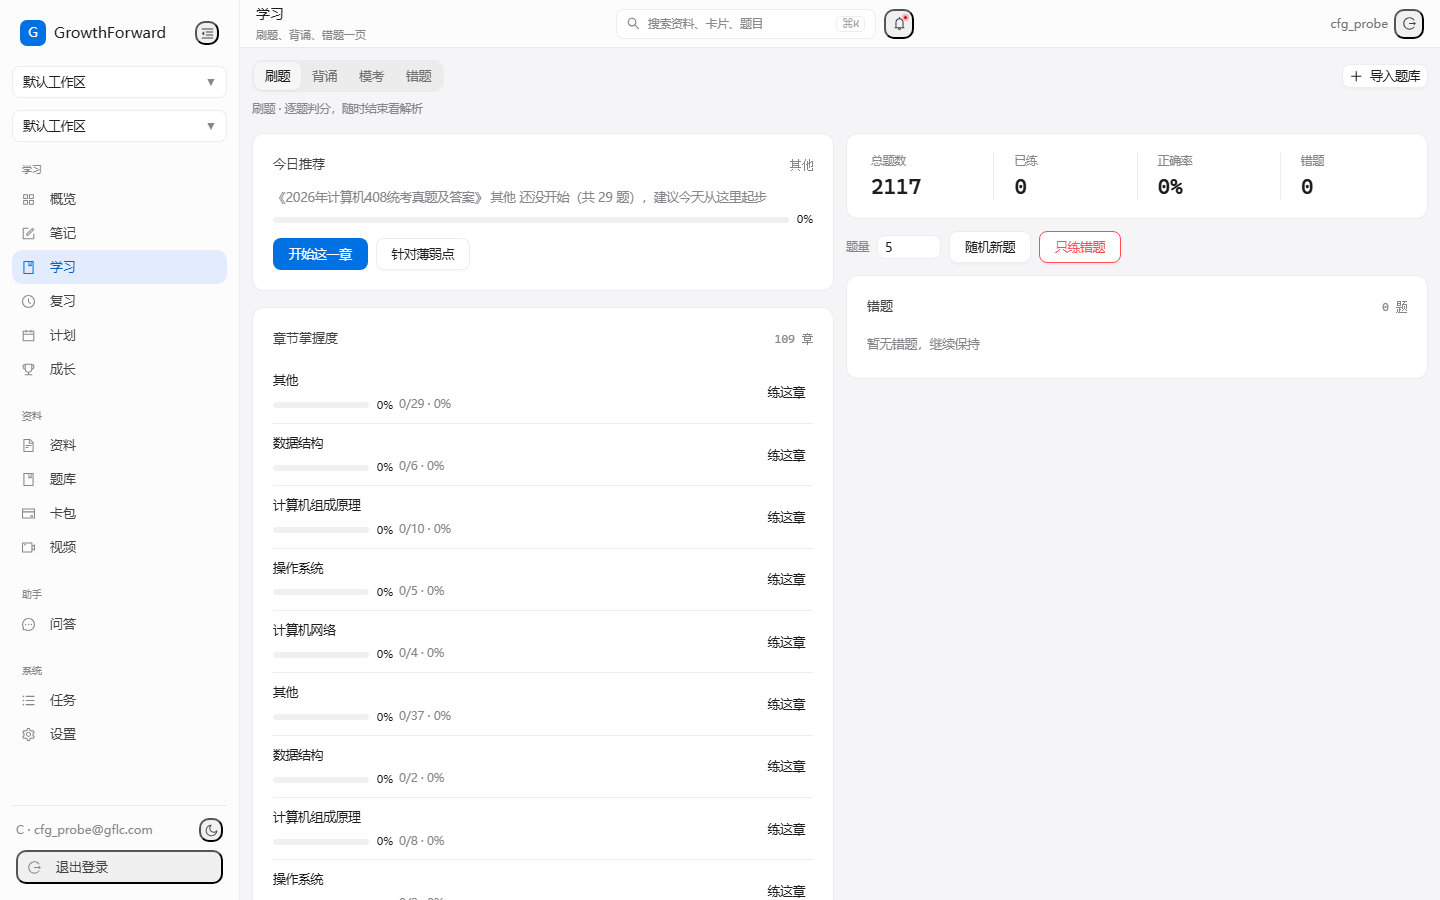 G GrowthForward
默认工作区 ▼
默认工作区 ▼
学习
概览
笔记
学习
复习
计划
成长
资料
资料
题库
卡包
视频
助手
问答
系统
任务
设置
C · cfg_probe@gflc.com
退出登录
学习
刷题、背诵、错题一页
搜索资料、卡片、题目 ⌘K
cfg_probe
刷题 背诵 模考 错题
+ 导入题库
刷题 · 逐题判分，随时结束看解析
今日推荐 其他
《2026年计算机408统考真题及答案》 其他 还没开始（共 29 题），建议今天从这里起步
0%
开始这一章 针对薄弱点
章节掌握度 109 章
其他
0% 0/29 · 0% 练这章
数据结构
0% 0/6 · 0% 练这章
计算机组成原理
0% 0/10 · 0% 练这章
操作系统
0% 0/5 · 0% 练这章
计算机网络
0% 0/4 · 0% 练这章
其他
0% 0/37 · 0% 练这章
数据结构
0% 0/2 · 0% 练这章
计算机组成原理
0% 0/8 · 0% 练这章
操作系统
练这章
总题数 已练 正确率 错题
2117 0 0% 0
题量 5 随机新题 只练错题
错题 0 题
暂无错题，继续保持